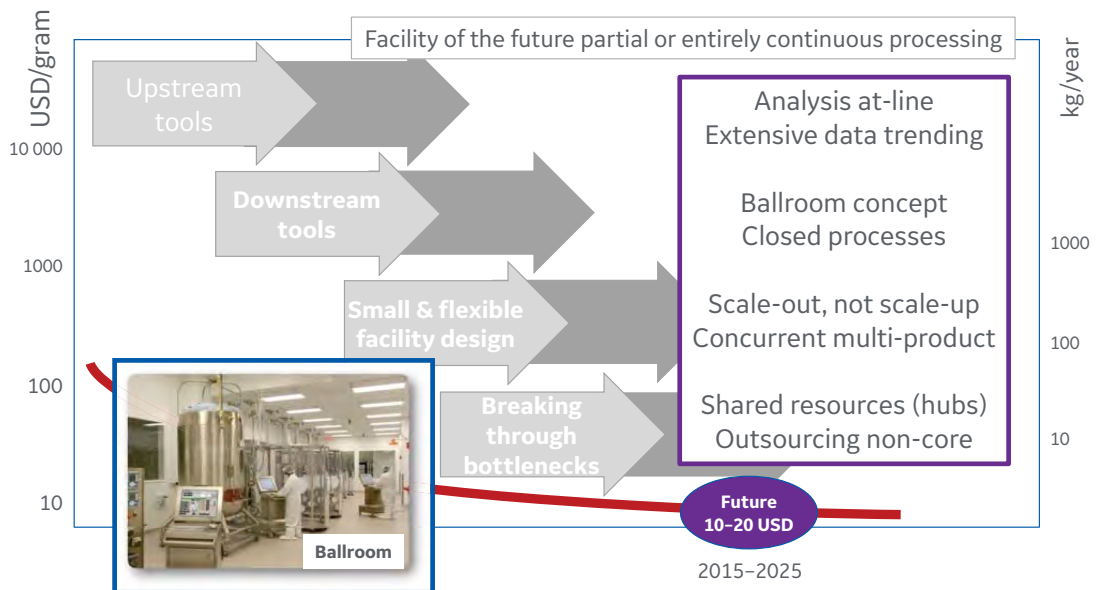 Facility of the future partial or entirely continuous processing
USD/gram
kg/year
10 000
1000
100
10
Upstream
tools
Downstream
tools
Small & flexible
facility design
Breaking
through
bottlenecks
Analysis at-line
Extensive data trending
Ballroom concept
Closed processes
Scale-out, not scale-up
Concurrent multi-product
Shared resources (hubs)
Outsourcing non-core
1000
100
10
Ballroom
Future
10–20 USD
2015–2025